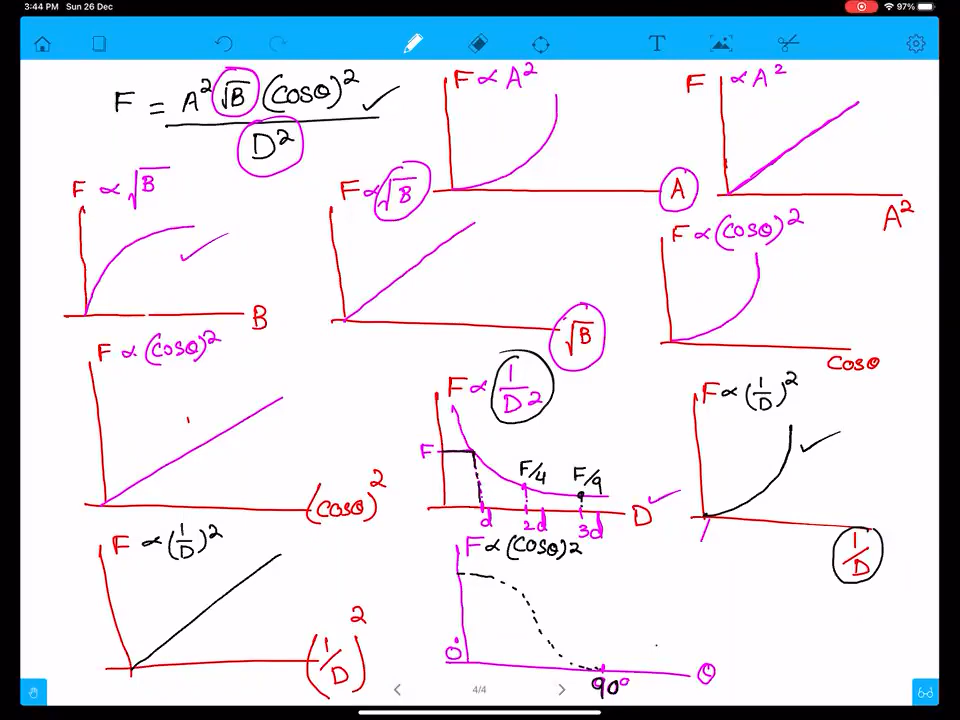 3:44 PM Sun 26 Dec
97%
T
F = A² √B (Cosθ)² / D²
F ∝ A²
A
F ∝ A²
A²
F ∝ √B
B
F ∝ √B
√B
F ∝ (Cosθ)²
Cosθ
F ∝ (Cosθ)²
(Cosθ)²
F ∝ 1/D²
F
F/4
F/9
d
2d
3d
D
F ∝ (1/D)²
1/D
F ∝ (1/D)²
(1/D)²
F ∝ (Cosθ)²
0°
90°
θ
4/4